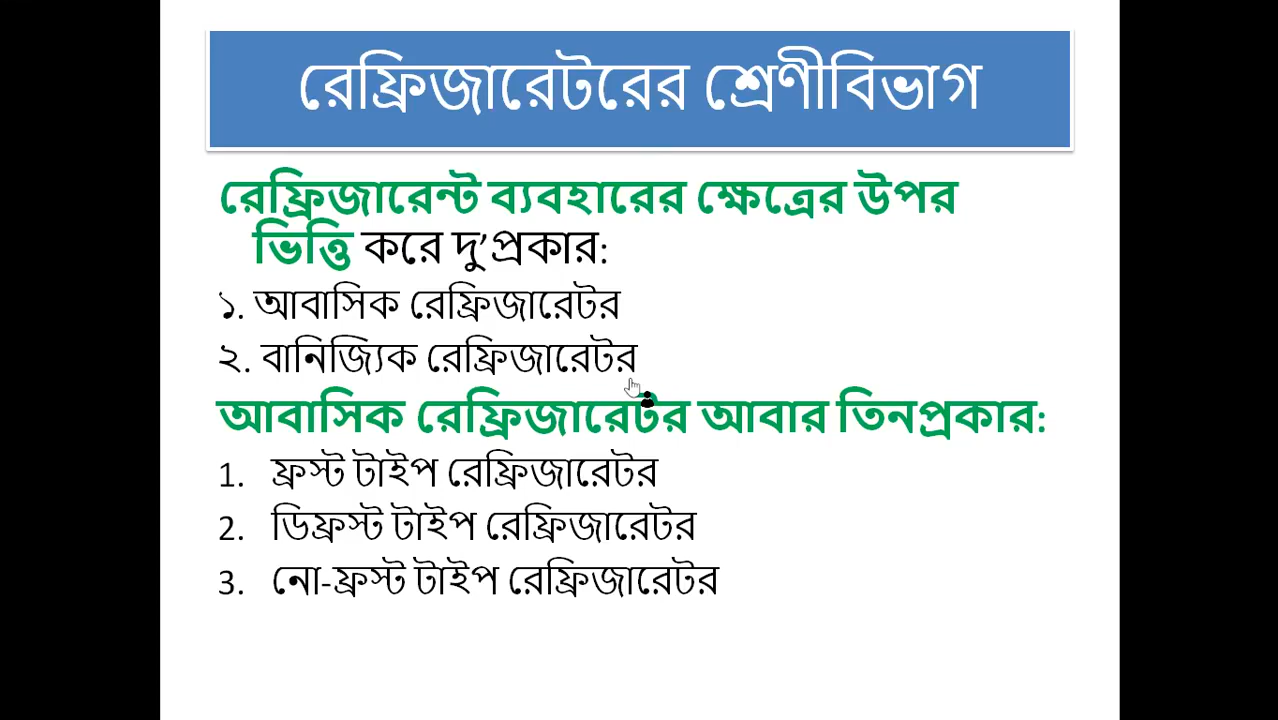 রেফ্রিজারেটরের শ্রেণীবিভাগ
রেফ্রিজারেন্ট ব্যবহারের ক্ষেত্রের উপর
ভিত্তি করে দু’প্রকার:
১. আবাসিক রেফ্রিজারেটর
২. বানিজ্যিক রেফ্রিজারেটর
আবাসিক রেফ্রিজারেটর আবার তিনপ্রকার:
1. ফ্রস্ট টাইপ রেফ্রিজারেটর
2. ডিফ্রস্ট টাইপ রেফ্রিজারেটর
3. নো-ফ্রস্ট টাইপ রেফ্রিজারেটর